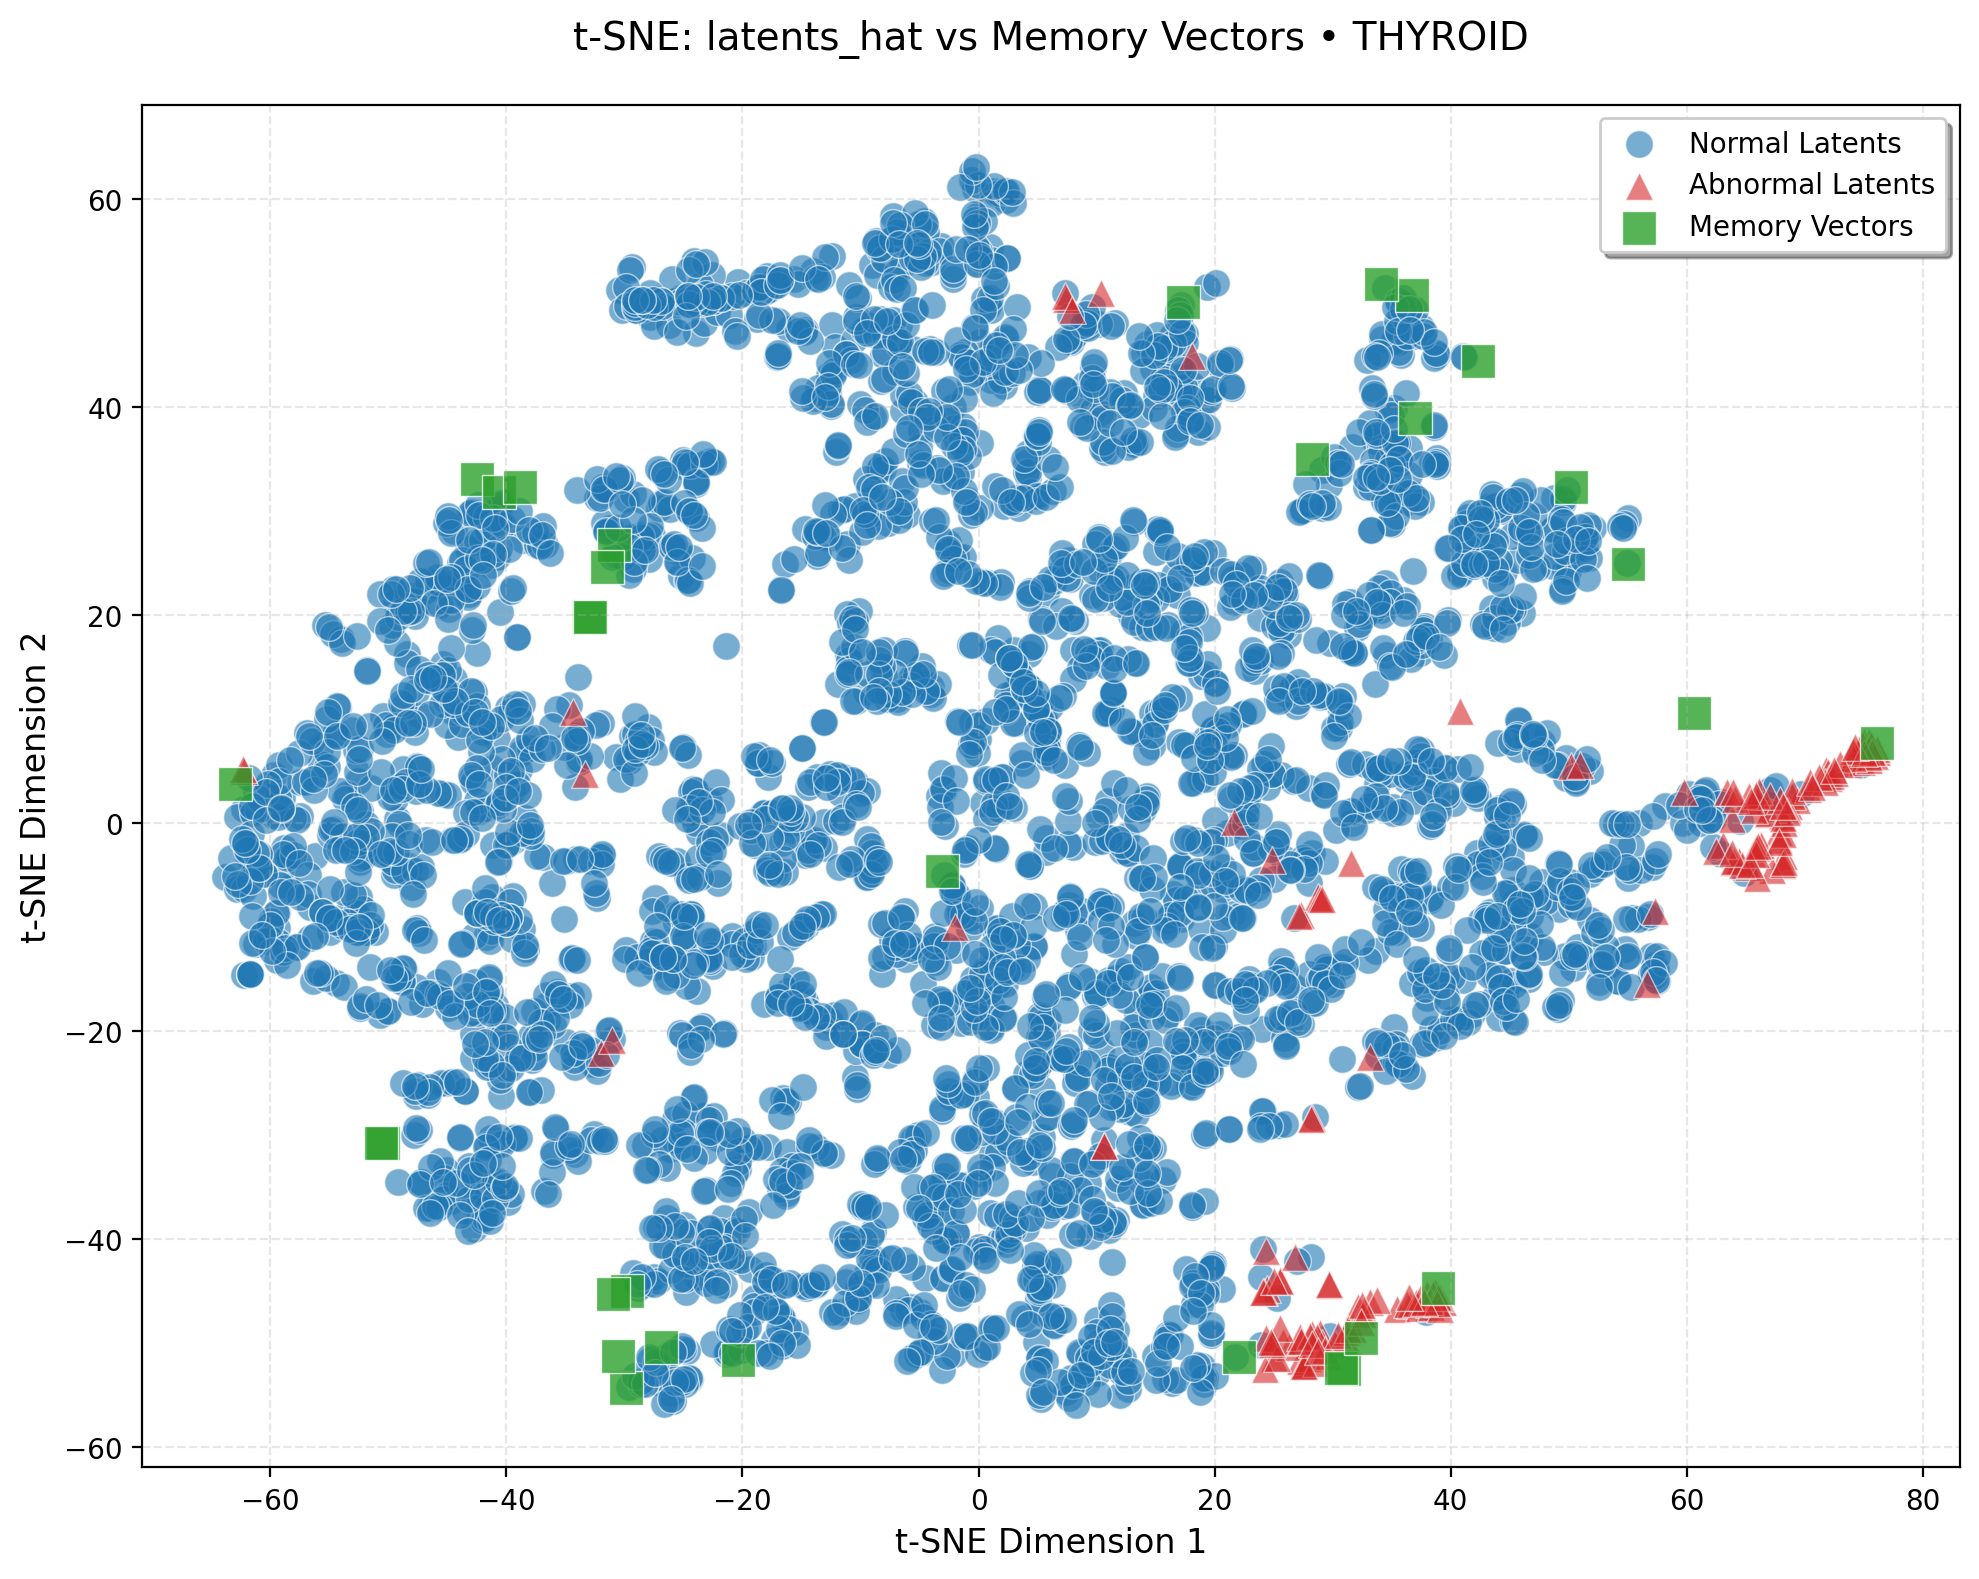 t-SNE: latents_hat vs Memory Vectors • THYROID
Normal Latents
Abnormal Latents
Memory Vectors
60
40
20
0
−20
−40
−60
t-SNE Dimension 2
−60 −40 −20 0 20 40 60 80
t-SNE Dimension 1